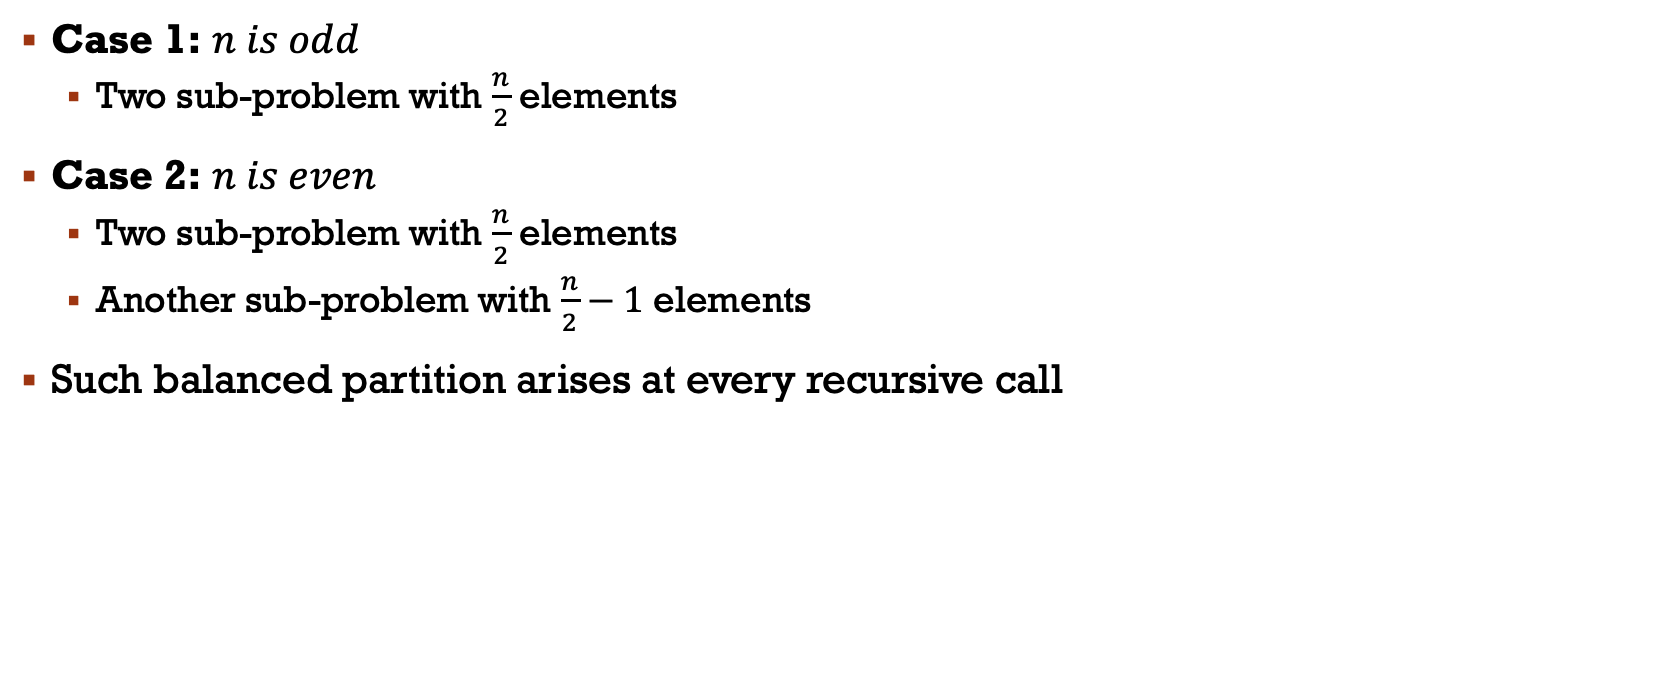 ▪ Case 1: n is odd
▪ Two sub-problem with n/2 elements
▪ Case 2: n is even
▪ Two sub-problem with n/2 elements
▪ Another sub-problem with n/2 − 1 elements
▪ Such balanced partition arises at every recursive call